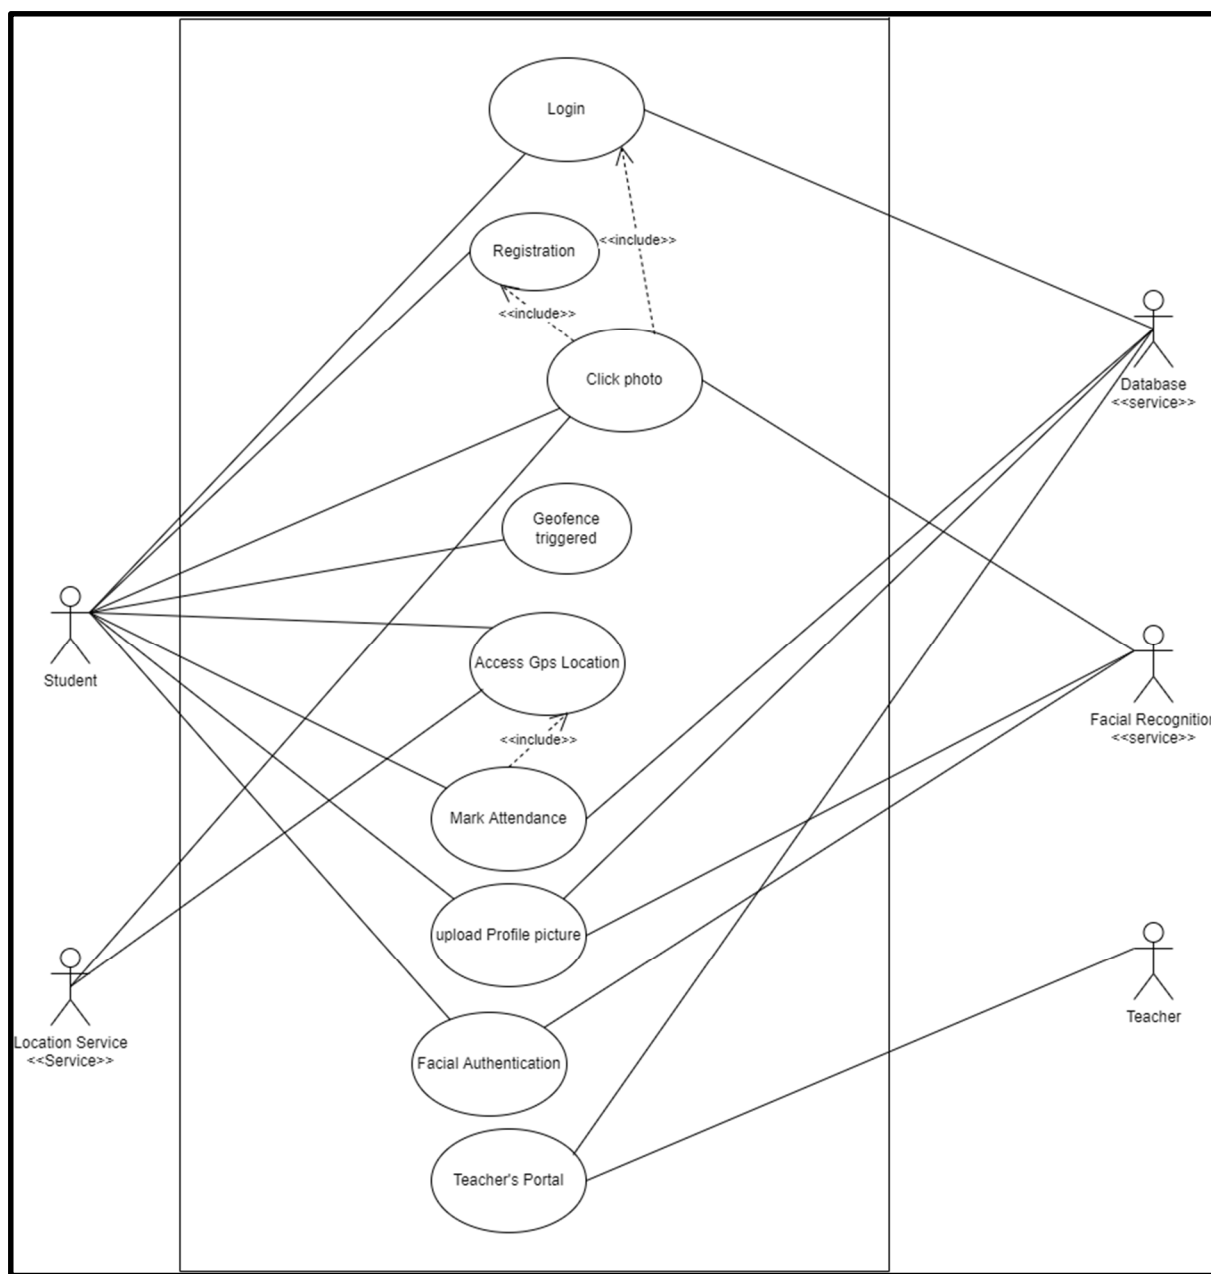 Login
Registration
<<include>>
<<include>>
Click photo
Database
<<service>>
Geofence
triggered
Student
Access Gps Location
Facial Recognition
<<service>>
<<include>>
Mark Attendance
upload Profile picture
Teacher
Location Service
<<Service>>
Facial Authentication
Teacher's Portal